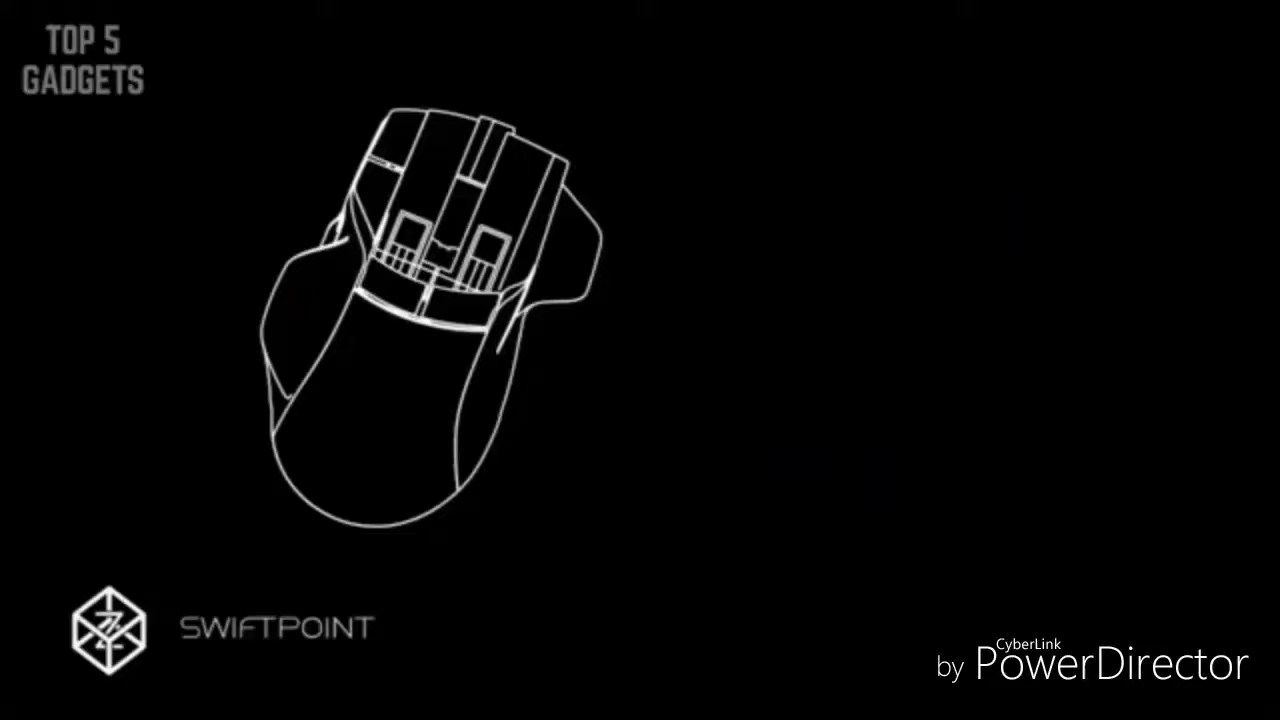 TOP 5
GADGETS
SWIFTPOINT
CyberLink
by PowerDirector